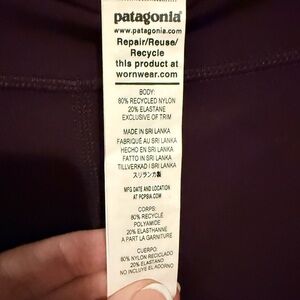 patagonia®
www.patagonia.com
Repair/Reuse/
Recycle
this product at
wornwear.com
BODY:
80% RECYCLED NYLON
20% ELASTANE
EXCLUSIVE OF TRIM
MADE IN SRI LANKA
FABRIQUÉ AU SRI LANKA
HECHO EN SRI LANKA
FATTO IN SRI LANKA
TILLVERKAD I SRI LANKA
スリランカ製
MFG DATE AND LOCATION
AT PCPSIA.COM
CORPS:
80% RECYCLÉ
POLYAMIDE
20% ELASTHANNE
A PART LA GARNITURE
CUERPO:
80% NYLON RECICLADO
20% ELASTANO
NO INCLUYE EL ADORNO